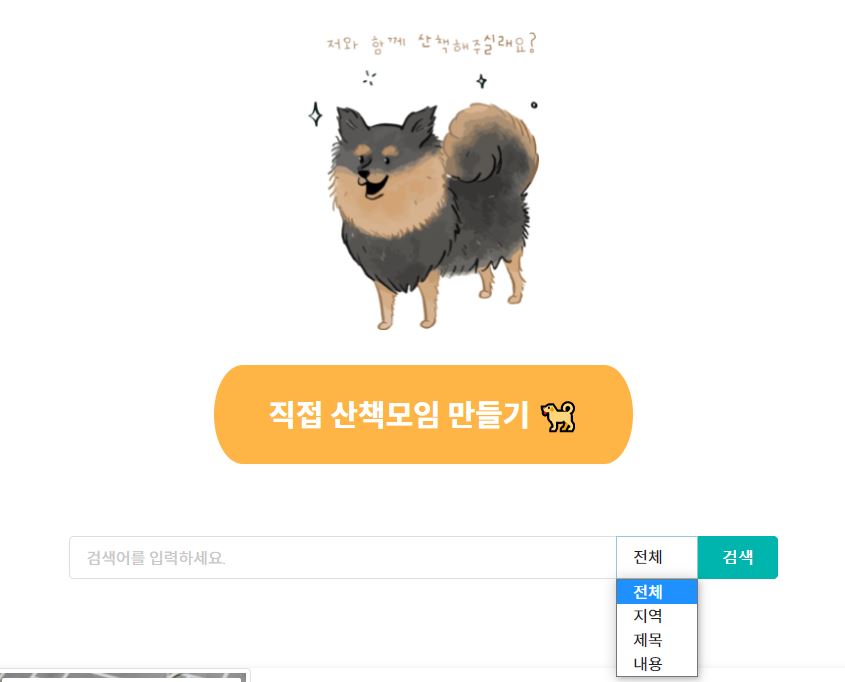 저와 함께 산책해주실래요?
직접 산책모임 만들기
검색어를 입력하세요.
전체
검색
전체
지역
제목
내용